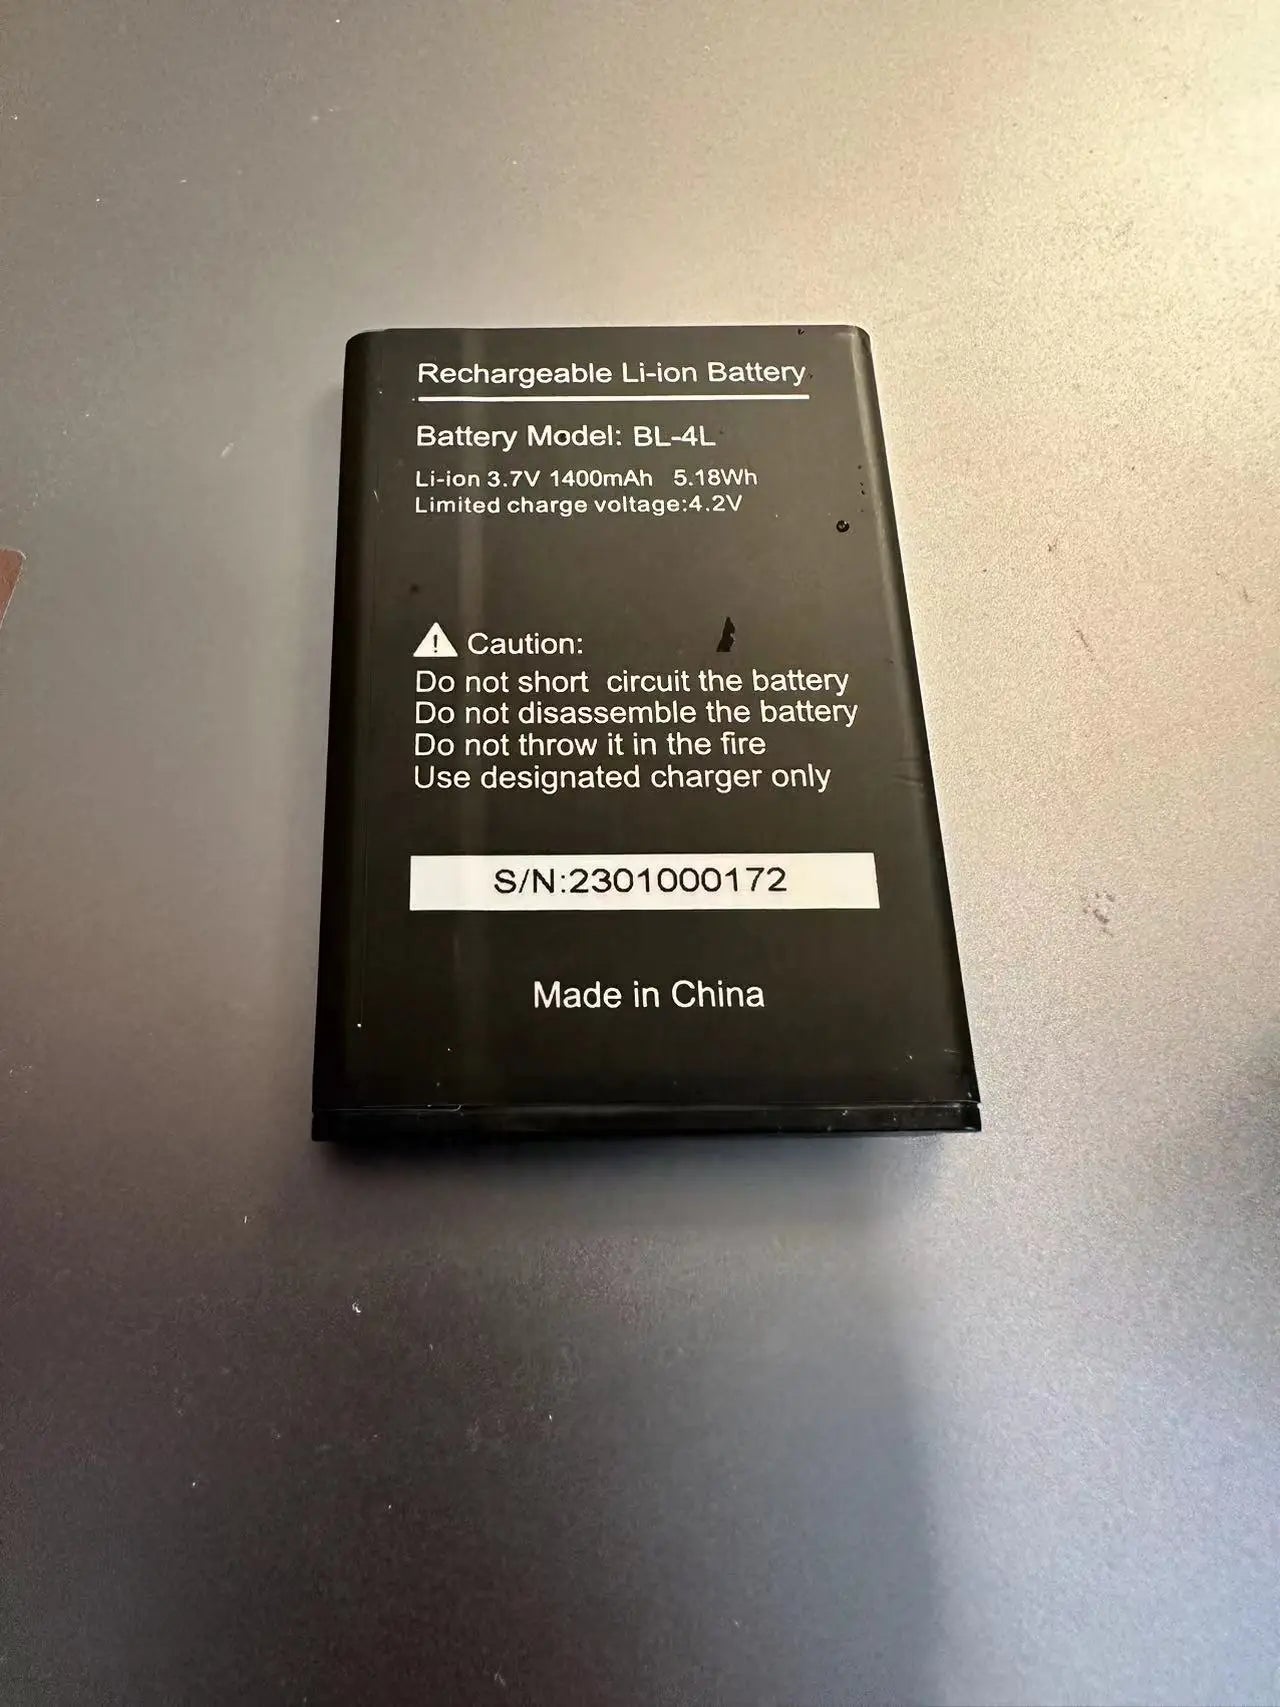 Rechargeable Li-ion Battery
Battery Model: BL-4L
Li-ion 3.7V 1400mAh 5.18Wh
Limited charge voltage:4.2V
Caution:
Do not short circuit the battery
Do not disassemble the battery
Do not throw it in the fire
Use designated charger only
S/N:2301000172
Made in China